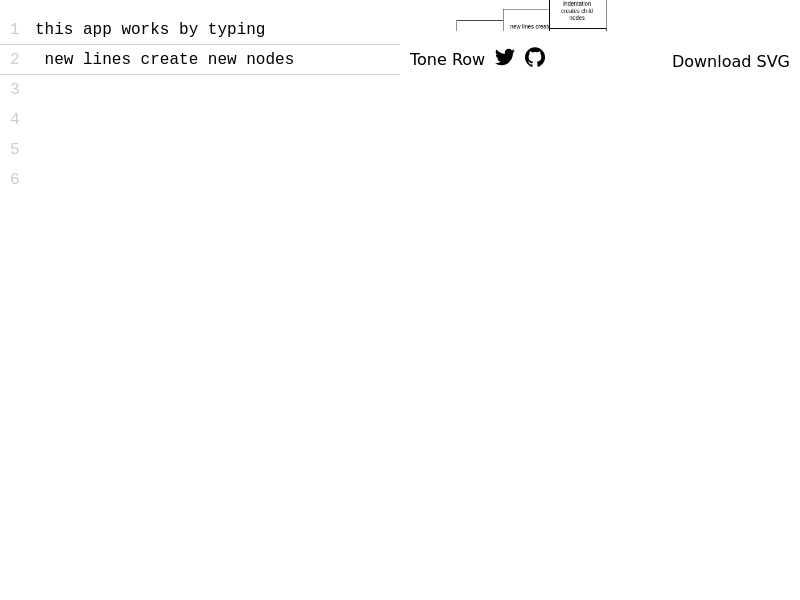 1 this app works by typing
2 new lines create new nodes
3
4
5
6
Indentation
creates child
nodes
new lines creat
Tone Row
Download SVG